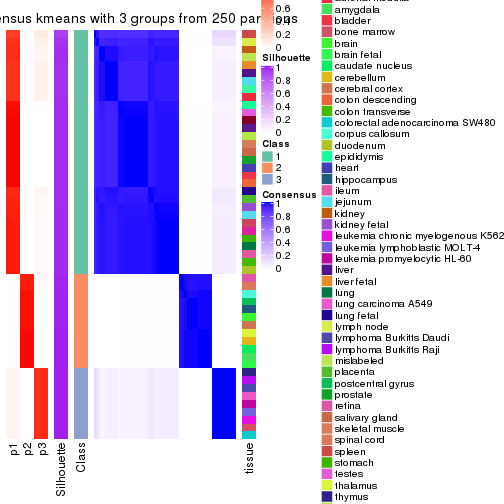 ensus kmeans with 3 groups from 250 par
0.6
0.4
0.2
0
Silhouette
1
0.8
0.6
0.4
0.2
0
Class
1
2
3
Consensus
1
0.8
0.6
0.4
0.2
0
p1
p2
p3
Silhouette
Class
tissue
amygdala
bladder
bone marrow
brain
brain fetal
caudate nucleus
cerebellum
cerebral cortex
colon descending
colon transverse
colorectal adenocarcinoma SW480
corpus callosum
duodenum
epididymis
heart
hippocampus
ileum
jejunum
kidney
kidney fetal
leukemia chronic myelogenous K562
leukemia lymphoblastic MOLT-4
leukemia promyelocytic HL-60
liver
liver fetal
lung
lung carcinoma A549
lung fetal
lymph node
lymphoma Burkitts Daudi
lymphoma Burkitts Raji
mislabeled
placenta
postcentral gyrus
prostate
retina
salivary gland
skeletal muscle
spinal cord
spleen
stomach
testes
thalamus
thymus